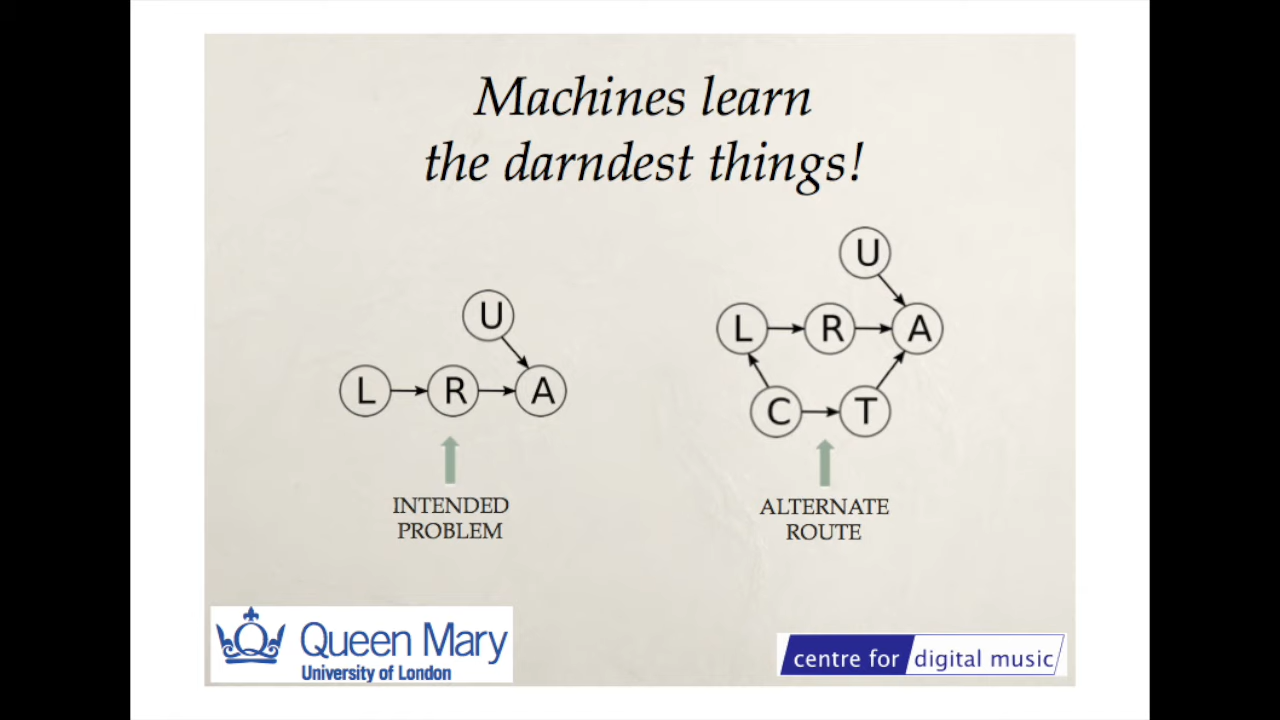 Machines learn
the darndest things!
U
L R A
INTENDED
PROBLEM
U
L R A
C T
ALTERNATE
ROUTE
Queen Mary
University of London
centre for digital music